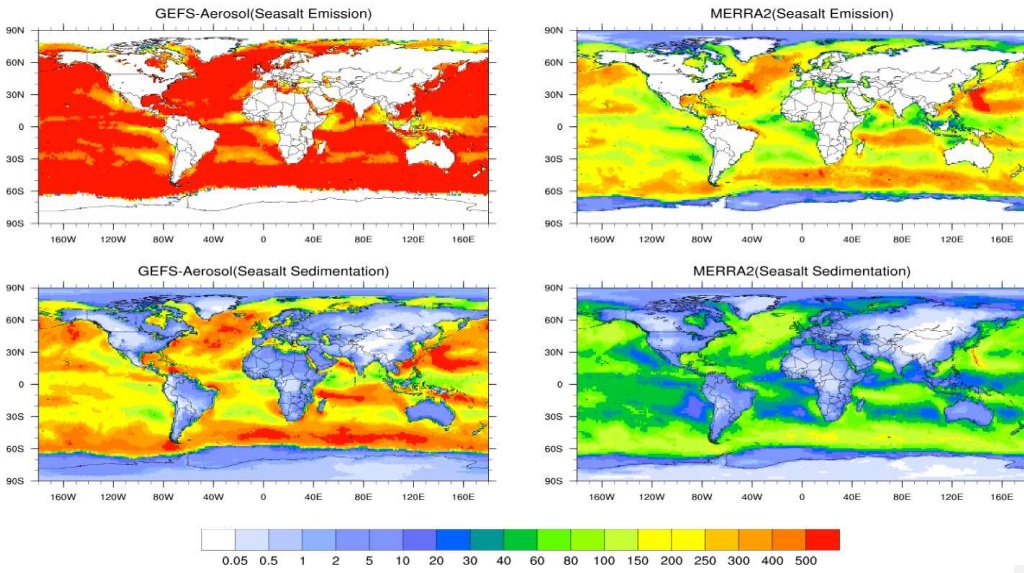 GEFS-Aerosol(Seasalt Emission)
90N
60N
30N
0
30S
60S
90S
160W 120W 80W 40W 0 40E 80E 120E 160E
MERRA2(Seasalt Emission)
90N
60N
30N
0
30S
60S
90S
160W 120W 80W 40W 0 40E 80E 120E 160E
GEFS-Aerosol(Seasalt Sedimentation)
90N
60N
30N
0
30S
60S
90S
160W 120W 80W 40W 0 40E 80E 120E 160E
MERRA2(Seasalt Sedimentation)
90N
60N
30N
0
30S
60S
90S
160W 120W 80W 40W 0 40E 80E 120E 160E
0.05 0.5 1 2 5 10 20 30 40 60 80 100 150 200 250 300 400 500